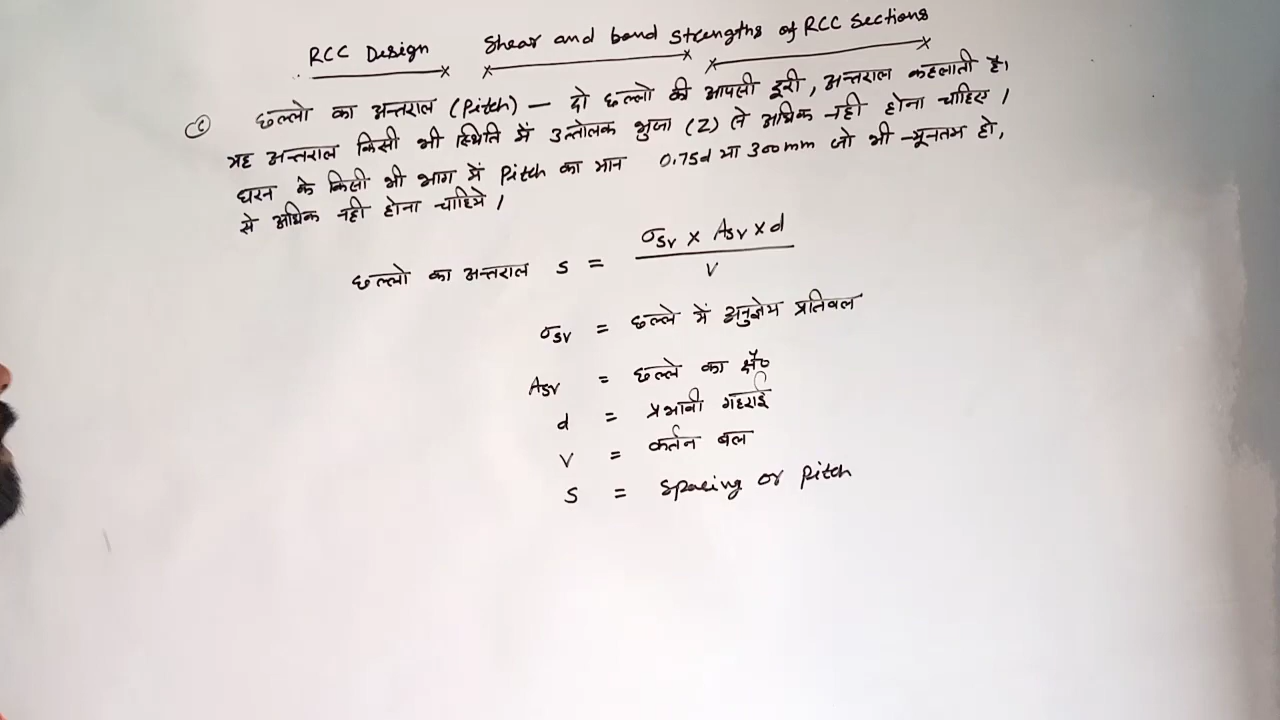 RCC Design Shear and bond strengths of RCC Sections
(c) छल्लो का अन्तराल (Pitch) — दो छल्लो की आपसी दूरी, अन्तराल कहलाती है।
यह अन्तराल किसी भी स्थिति में उत्तोलक भुजा (Z) से अधिक नही होना चाहिए।
धरन के किसी भी भाग में Pitch का मान 0.75d या 300mm जो भी न्यूनतम हो,
से अधिक नही होना चाहिये।
छल्लो का अन्तराल S = σsv × Asv × d / V
σsv = छल्ले में अनुज्ञेय प्रतिबल
Asv = छल्ले का क्षे०
d = प्रभावी गहराई
V = कर्तन बल
S = Spacing or Pitch